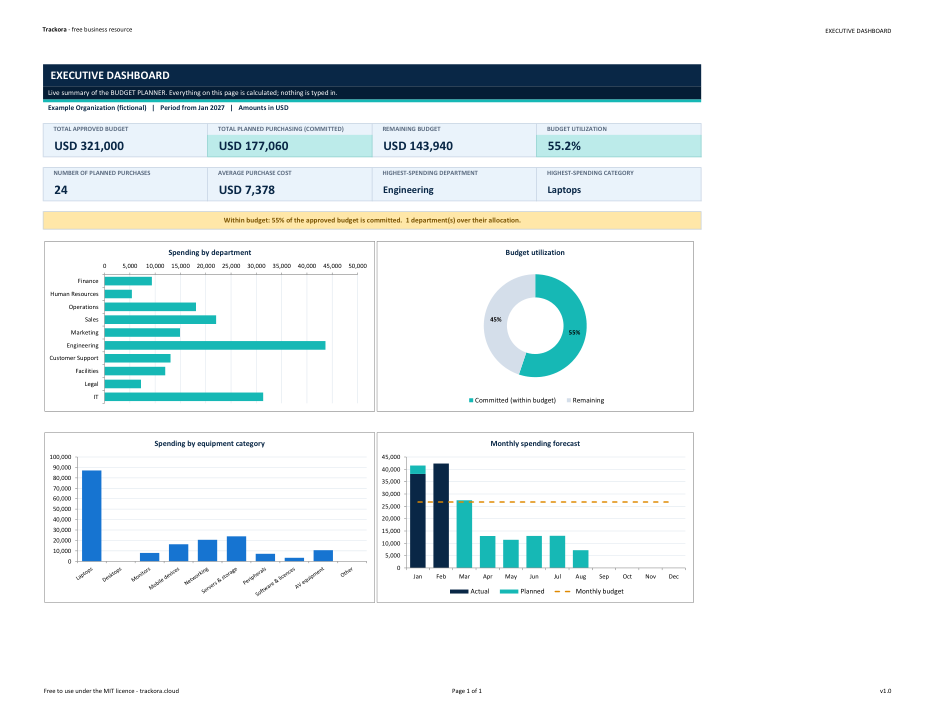 Trackora - free business resource
EXECUTIVE DASHBOARD
EXECUTIVE DASHBOARD
Live summary of the BUDGET PLANNER. Everything on this page is calculated; nothing is typed in.
Example Organization (fictional) | Period from Jan 2027 | Amounts in USD
TOTAL APPROVED BUDGET
TOTAL PLANNED PURCHASING (COMMITTED)
REMAINING BUDGET
BUDGET UTILIZATION
USD 321,000
USD 177,060
USD 143,940
55.2%
NUMBER OF PLANNED PURCHASES
AVERAGE PURCHASE COST
HIGHEST-SPENDING DEPARTMENT
HIGHEST-SPENDING CATEGORY
24
USD 7,378
Engineering
Laptops
Within budget: 55% of the approved budget is committed. 1 department(s) over their allocation.
Spending by department
0 5,000 10,000 15,000 20,000 25,000 30,000 35,000 40,000 45,000 50,000
Finance
Human Resources
Operations
Sales
Marketing
Engineering
Customer Support
Facilities
Legal
IT
Budget utilization
45%
55%
Committed (within budget) Remaining
Spending by equipment category
100,000
90,000
80,000
70,000
60,000
50,000
40,000
30,000
20,000
10,000
0
Laptops Desktops Monitors Mobile devices Networking Servers & storage Peripherals Software & licences AV equipment Other
Monthly spending forecast
45,000
40,000
35,000
30,000
25,000
20,000
15,000
10,000
5,000
0
Jan Feb Mar Apr May Jun Jul Aug Sep Oct Nov Dec
Actual Planned Monthly budget
Free to use under the MIT licence - trackora.cloud
Page 1 of 1
v1.0